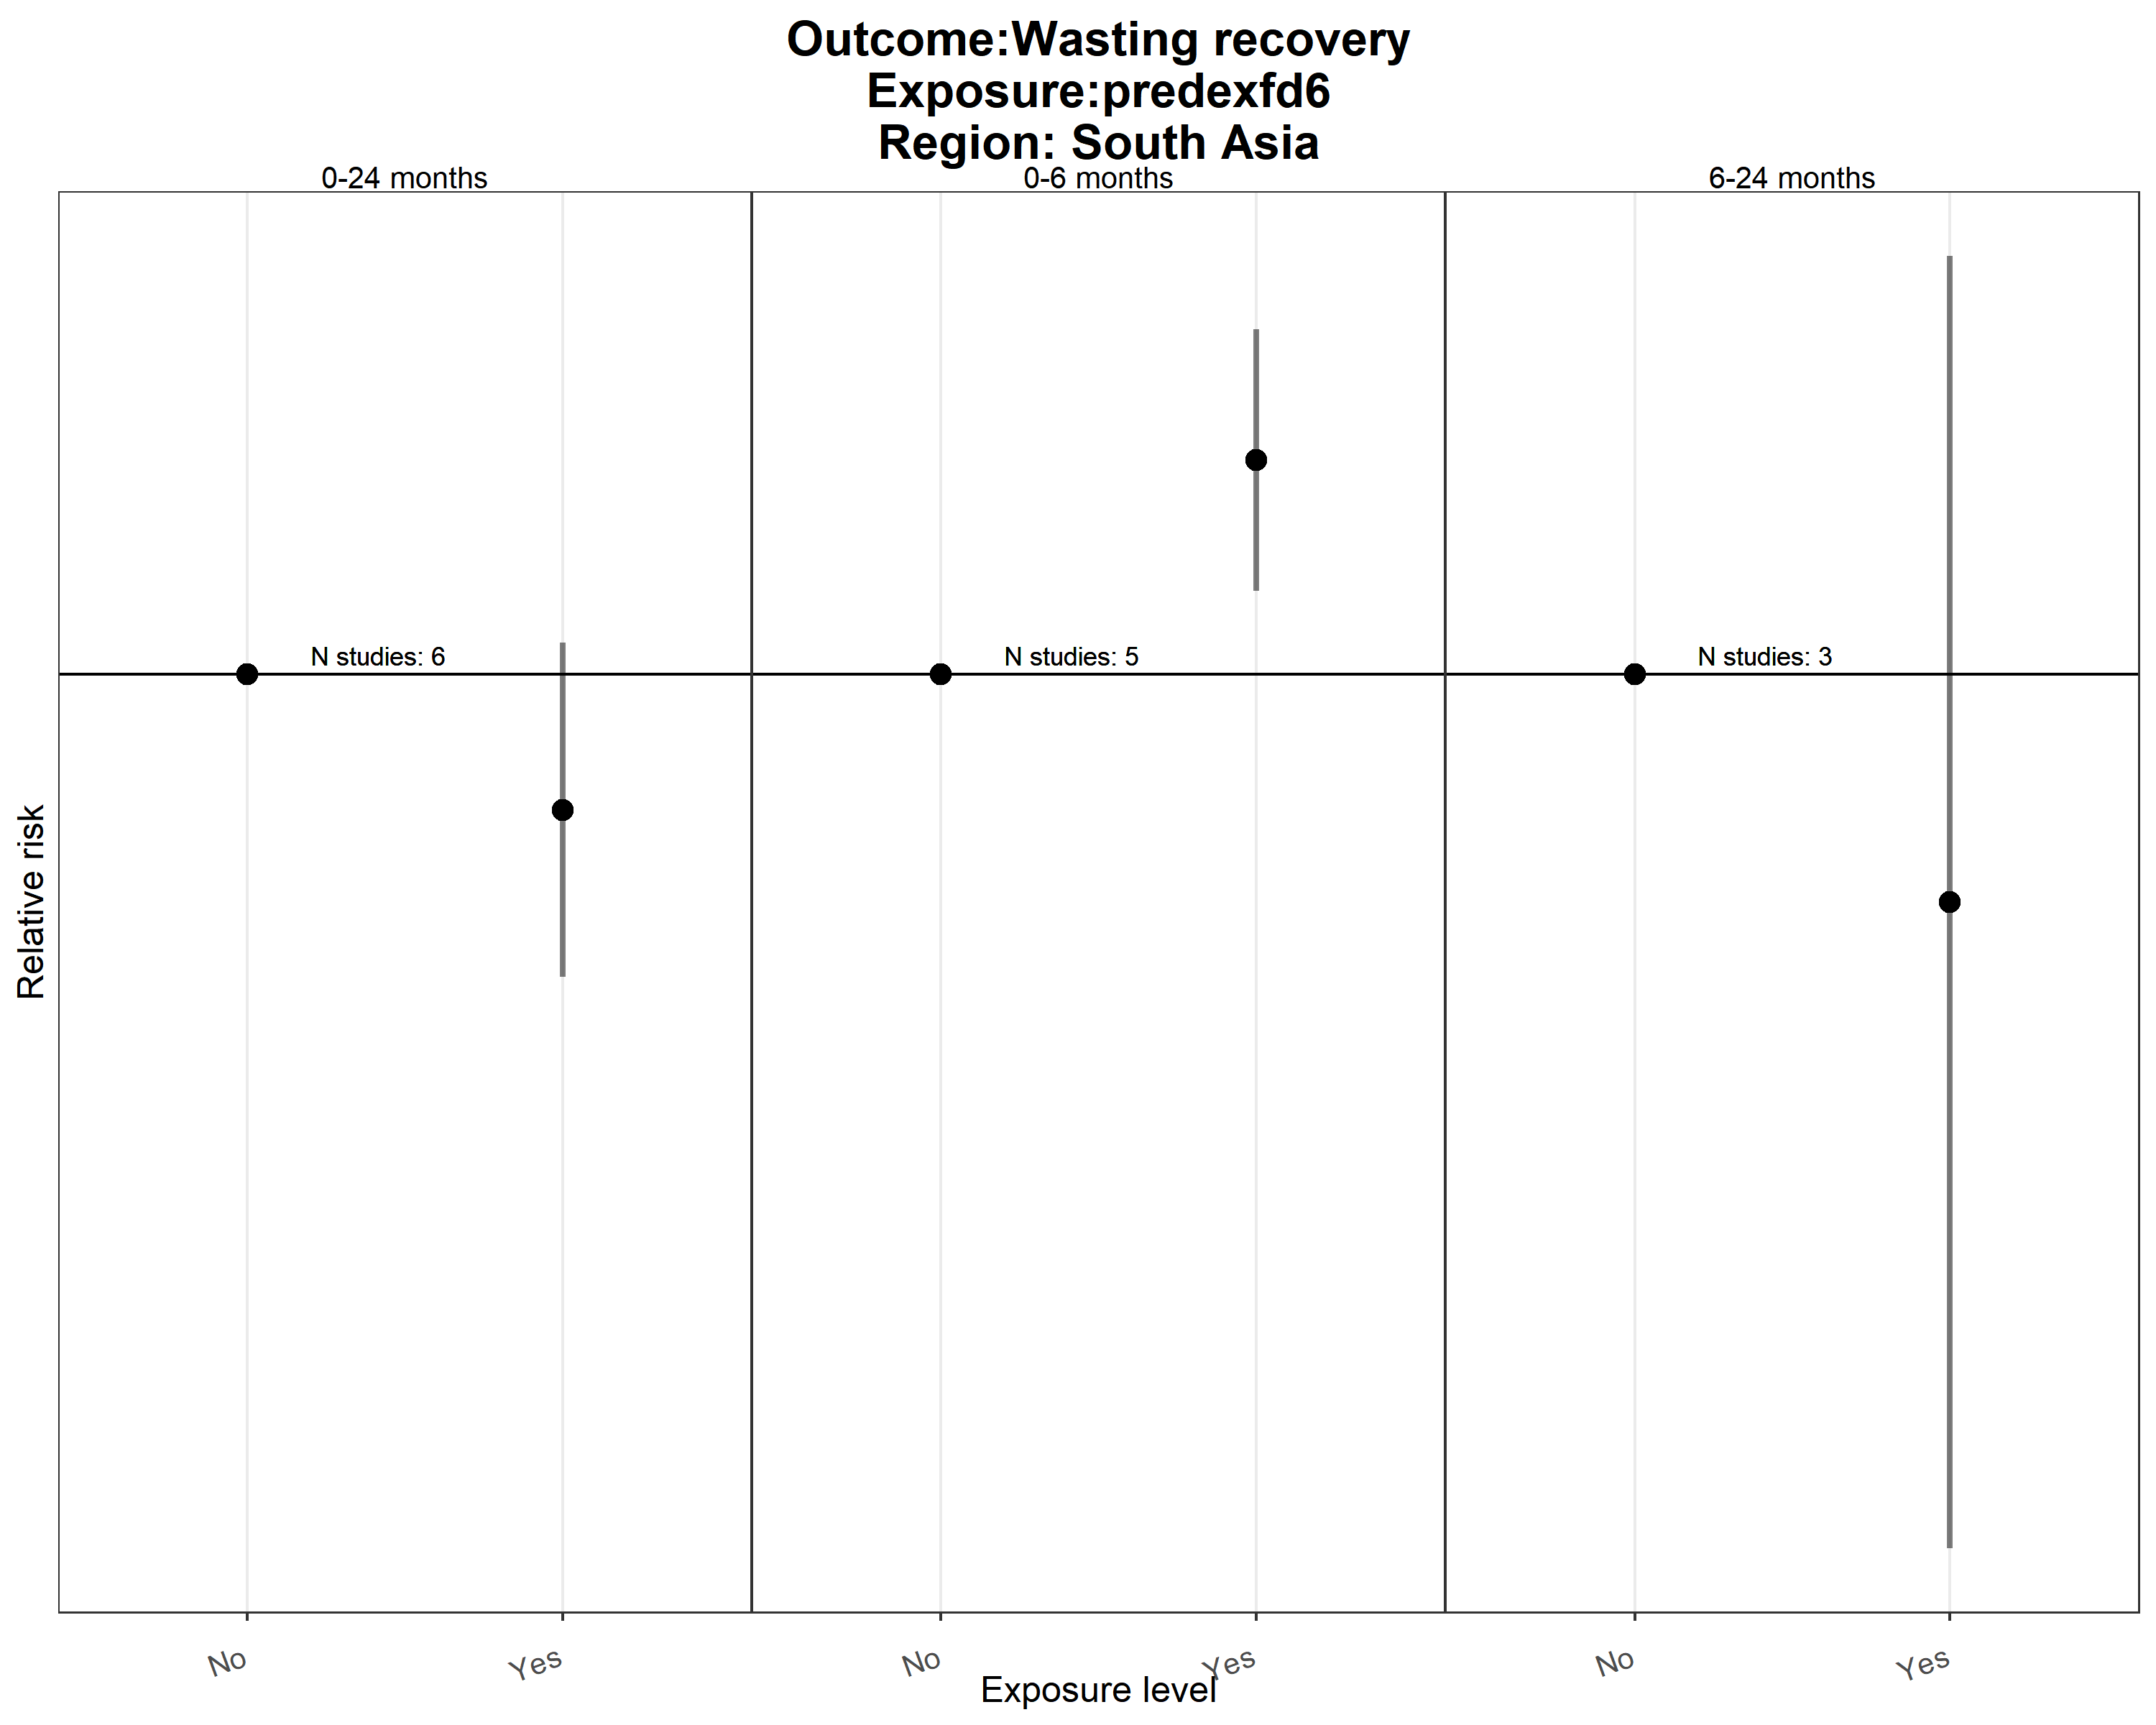 Outcome:Wasting recovery
Exposure:predexfd6
Region: South Asia
0-24 months
0-6 months
6-24 months
N studies: 6
N studies: 5
N studies: 3
Relative risk
No
Yes
No
Yes
No
Yes
Exposure level